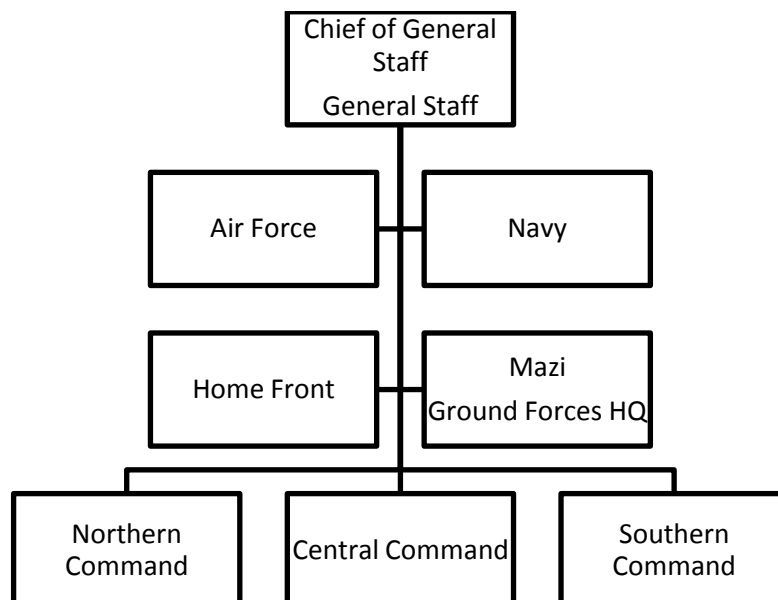 Chief of General
Staff
General Staff
Air Force
Navy
Home Front
Mazi
Ground Forces HQ
Northern
Command
Central Command
Southern
Command